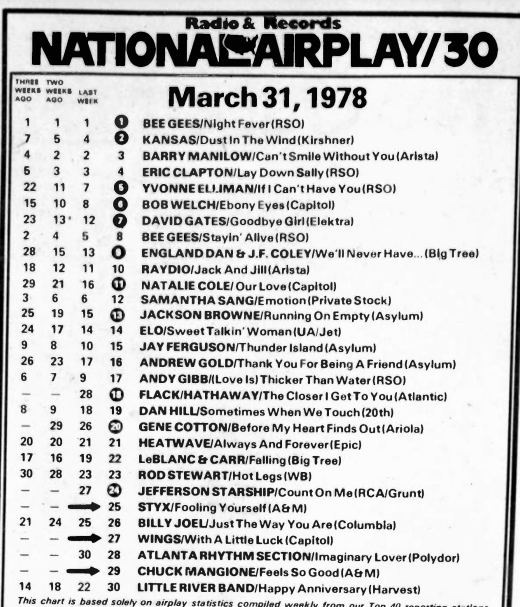 Radio & Records
NATIONAL AIRPLAY/30
THREE WEEKS AGO TWO WEEKS AGO LAST WEEK March 31, 1978
1 1 1 1 BEE GEES/Night Fever(RSO)
7 5 4 2 KANSAS/Dust In The Wind(Kirshner)
4 2 2 3 BARRY MANILOW/Can't Smile Without You(Arista)
5 3 3 4 ERIC CLAPTON/Lay Down Sally(RSO)
22 11 7 5 YVONNE ELLIMAN/If I Can't Have You(RSO)
15 10 8 6 BOB WELCH/Ebony Eyes(Capitol)
23 13 12 7 DAVID GATES/Goodbye Girl(Elektra)
2 4 5 8 BEE GEES/Stayin' Alive(RSO)
28 15 13 9 ENGLAND DAN & J.F. COLEY/We'll Never Have...(Big Tree)
18 12 11 10 RAYDIO/Jack And Jill(Arista)
29 21 16 11 NATALIE COLE/Our Love(Capitol)
3 6 6 12 SAMANTHA SANG/Emotion(Private Stock)
25 19 15 13 JACKSON BROWNE/Running On Empty(Asylum)
24 17 14 14 ELO/Sweet Talkin' Woman(UA/Jet)
9 8 10 15 JAY FERGUSON/Thunder Island(Asylum)
26 23 17 16 ANDREW GOLD/Thank You For Being A Friend(Asylum)
6 7 9 17 ANDY GIBB/(Love Is) Thicker Than Water(RSO)
— — 28 18 FLACK/HATHAWAY/The Closer I Get To You(Atlantic)
8 9 18 19 DAN HILL/Sometimes When We Touch(20th)
— 29 26 20 GENE COTTON/Before My Heart Finds Out(Ariola)
20 20 21 21 HEATWAVE/Always And Forever(Epic)
17 16 19 22 LeBLANC & CARR/Falling(Big Tree)
30 28 23 23 ROD STEWART/Hot Legs(WB)
— — 27 24 JEFFERSON STARSHIP/Count On Me(RCA/Grunt)
— — 25 STYX/Fooling Yourself(A&M)
21 24 25 26 BILLY JOEL/Just The Way You Are(Columbia)
— — 27 WINGS/With A Little Luck(Capitol)
— — 30 28 ATLANTA RHYTHM SECTION/Imaginary Lover(Polydor)
— — 29 CHUCK MANGIONE/Feels So Good(A&M)
14 18 22 30 LITTLE RIVER BAND/Happy Anniversary(Harvest)
This chart is based solely on airplay statistics compiled weekly from our Top 40 reporting stations.